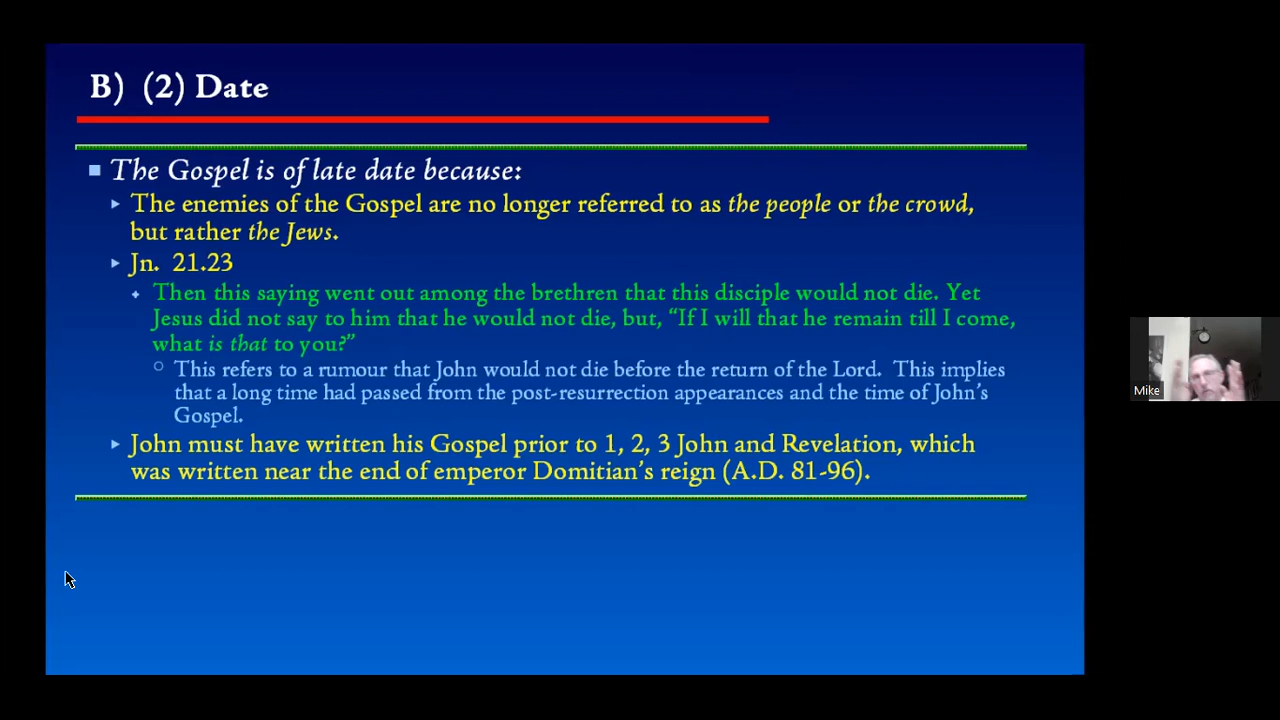 B) (2) Date
The Gospel is of late date because:
The enemies of the Gospel are no longer referred to as the people or the crowd,
but rather the Jews.
Jn. 21.23
Then this saying went out among the brethren that this disciple would not die. Yet
Jesus did not say to him that he would not die, but, “If I will that he remain till I come,
what is that to you?”
This refers to a rumour that John would not die before the return of the Lord. This implies
that a long time had passed from the post-resurrection appearances and the time of John’s
Gospel.
John must have written his Gospel prior to 1, 2, 3 John and Revelation, which
was written near the end of emperor Domitian’s reign (A.D. 81-96).
Mike